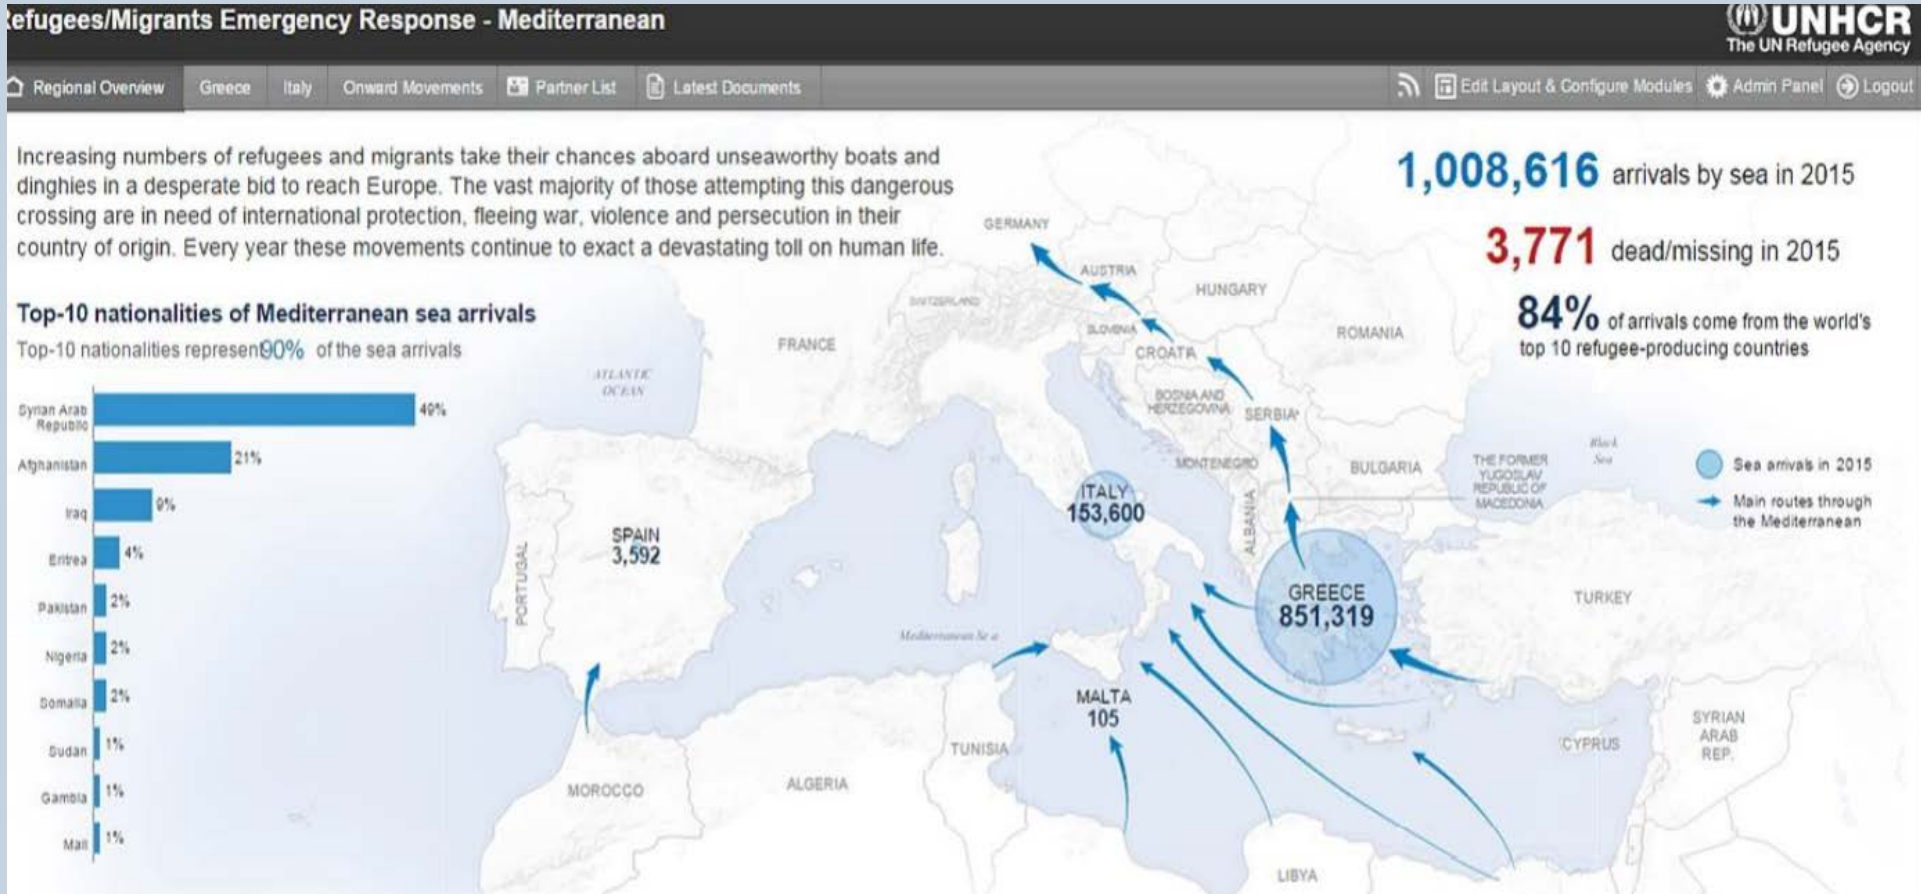 efugees/Migrants Emergency Response - Mediterranean
UNHCR
The UN Refugee Agency
Regional Overview
Greece
Italy
Onward Movements
Partner List
Latest Documents
Edit Layout & Configure Modules
Admin Panel
Logout
Increasing numbers of refugees and migrants take their chances aboard unseaworthy boats and
dinghies in a desperate bid to reach Europe. The vast majority of those attempting this dangerous
crossing are in need of international protection, fleeing war, violence and persecution in their
country of origin. Every year these movements continue to exact a devastating toll on human life.
1,008,616 arrivals by sea in 2015
3,771 dead/missing in 2015
84% of arrivals come from the world's
top 10 refugee-producing countries
Top-10 nationalities of Mediterranean sea arrivals
Top-10 nationalities represent90% of the sea arrivals
Syrian Arab
Republic
49%
Afghanistan
21%
Iraq
9%
Eritrea
4%
Pakistan
2%
Nigeria
2%
Somalia
2%
Sudan
1%
Gambia
1%
Mali
1%
GERMANY
AUSTRIA
HUNGARY
SWITZERLAND
SLOVENIA
ROMANIA
FRANCE
CROATIA
ATLANTIC
OCEAN
BOSNIA AND
HERZEGOVINA
SERBIA*
MONTENEGRO
BULGARIA
THE FORMER
YUGOSLAV
REPUBLIC OF
MACEDONIA
Black
Sea
Sea arrivals in 2015
Main routes through
the Mediterranean
ITALY
153,600
ALBANIA
SPAIN
3,592
PORTUGAL
GREECE
851,319
TURKEY
Mediterranean Sea
MALTA
105
SYRIAN
ARAB
REP.
CYPRUS
TUNISIA
MOROCCO
ALGERIA
LIBYA